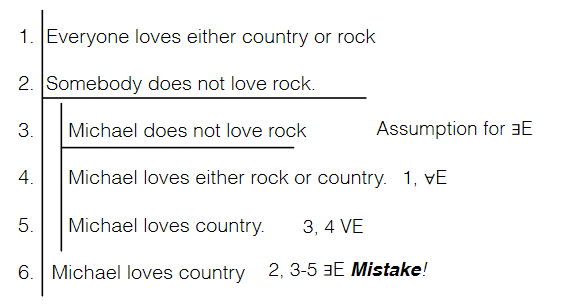 1. Everyone loves either country or rock
2. Somebody does not love rock.
3. Michael does not love rock Assumption for ∃E
4. Michael loves either rock or country. 1, ∀E
5. Michael loves country. 3, 4 VE
6. Michael loves country 2, 3-5 ∃E Mistake!